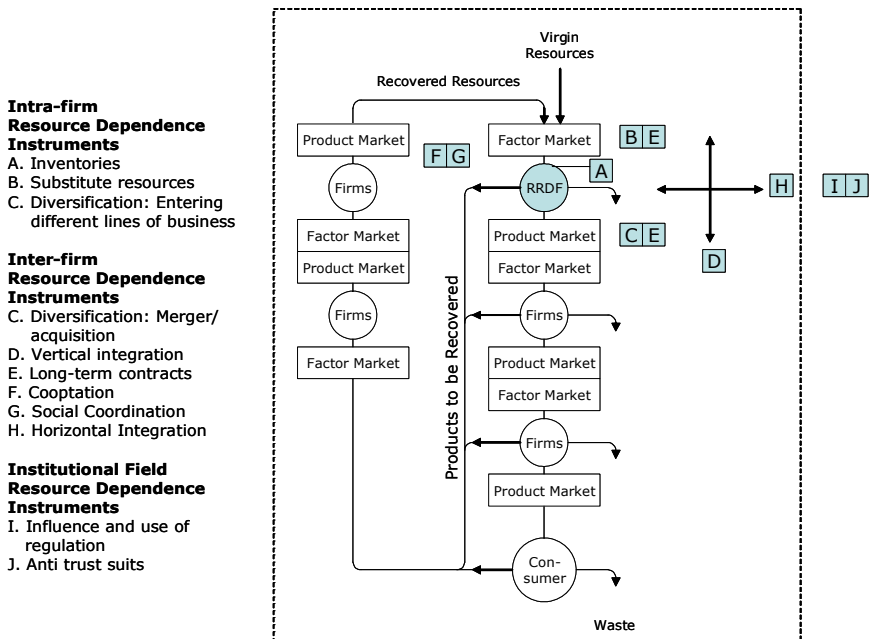 Intra-firm
Resource Dependence
Instruments
A. Inventories
B. Substitute resources
C. Diversification: Entering
different lines of business
Inter-firm
Resource Dependence
Instruments
C. Diversification: Merger/
acquisition
D. Vertical integration
E. Long-term contracts
F. Cooptation
G. Social Coordination
H. Horizontal Integration
Institutional Field
Resource Dependence
Instruments
I. Influence and use of
regulation
J. Anti trust suits
Virgin
Resources
Recovered Resources
Product Market
Firms
Factor Market
Product Market
Firms
Factor Market
F G
Products to be Recovered
Factor Market
B E
A
RRDF
Product Market
Factor Market
C E
Firms
Product Market
Factor Market
Firms
Product Market
Con-
sumer
Waste
H
I J
D